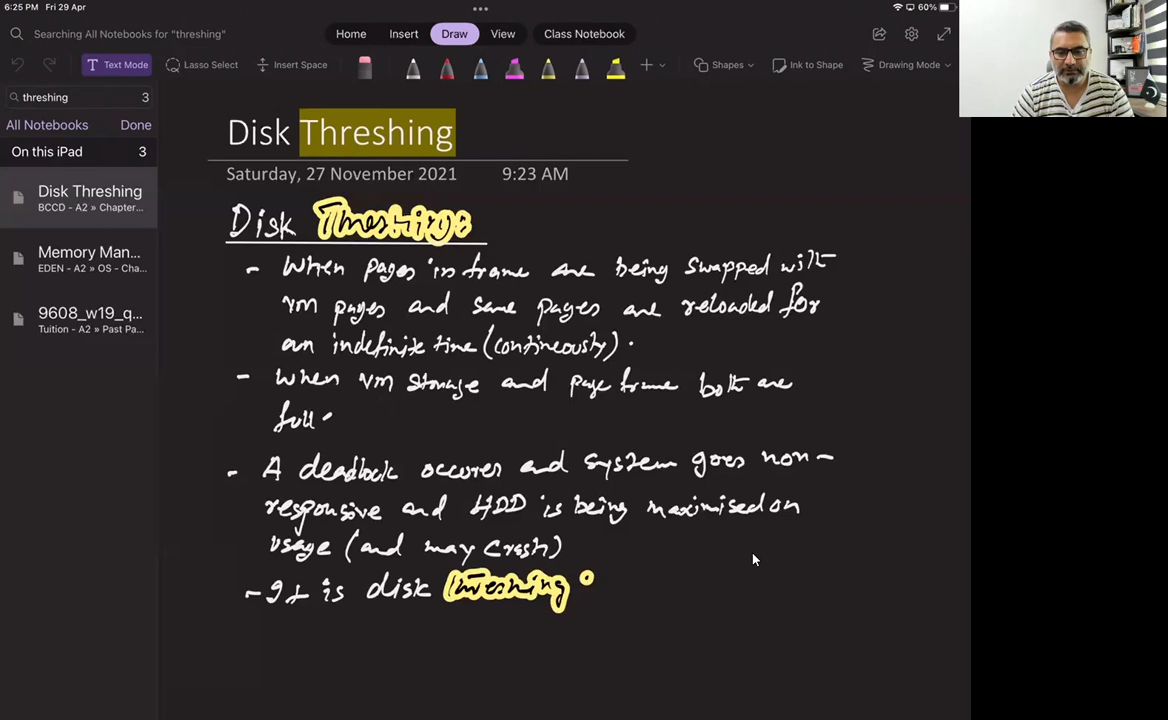 6:25 PM Fri 29 Apr
60%
Searching All Notebooks for "threshing"
Home Insert Draw View Class Notebook
Text Mode Lasso Select Insert Space Shapes Ink to Shape Drawing Mode
threshing 3
All Notebooks Done
On this iPad 3
Disk Threshing
BCCD - A2 » Chapter...
Memory Man...
EDEN - A2 » OS - Cha...
9608_w19_q...
Tuition - A2 » Past Pa...
Disk Threshing
Saturday, 27 November 2021 9:23 AM
Disk Threshing:
- When pages in frame are being swapped with
VM pages and same pages are reloaded for
an indefinite time (contineously).
- When VM storage and page frame both are
full.
- A deadlock occures and system goes non-
responsive and HDD is being maximised on
usage (and may crash)
- It is disk threshing.